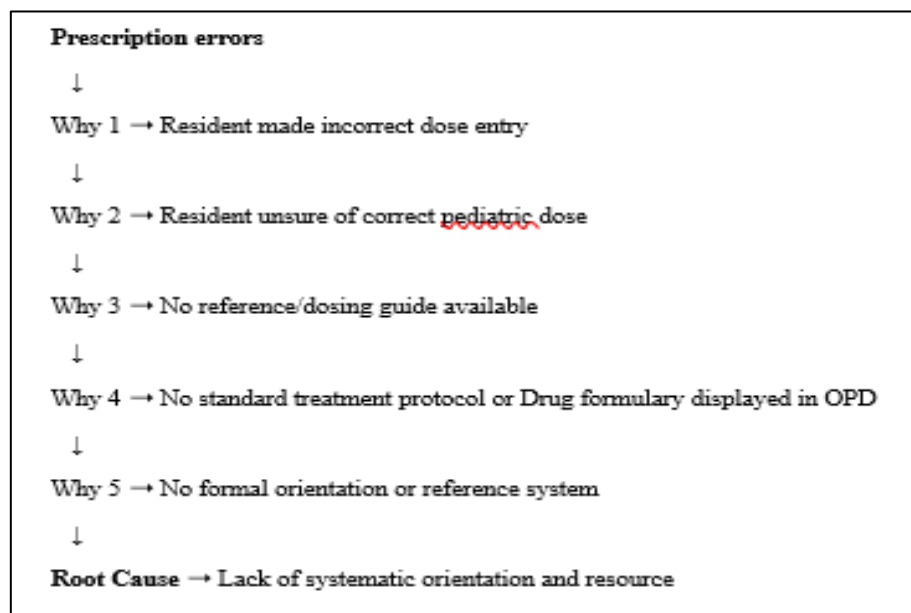 Prescription errors
↓
Why 1 → Resident made incorrect dose entry
↓
Why 2 → Resident unsure of correct pediatric dose
↓
Why 3 → No reference/dosing guide available
↓
Why 4 → No standard treatment protocol or Drug formulary displayed in OPD
↓
Why 5 → No formal orientation or reference system
↓
Root Cause → Lack of systematic orientation and resource